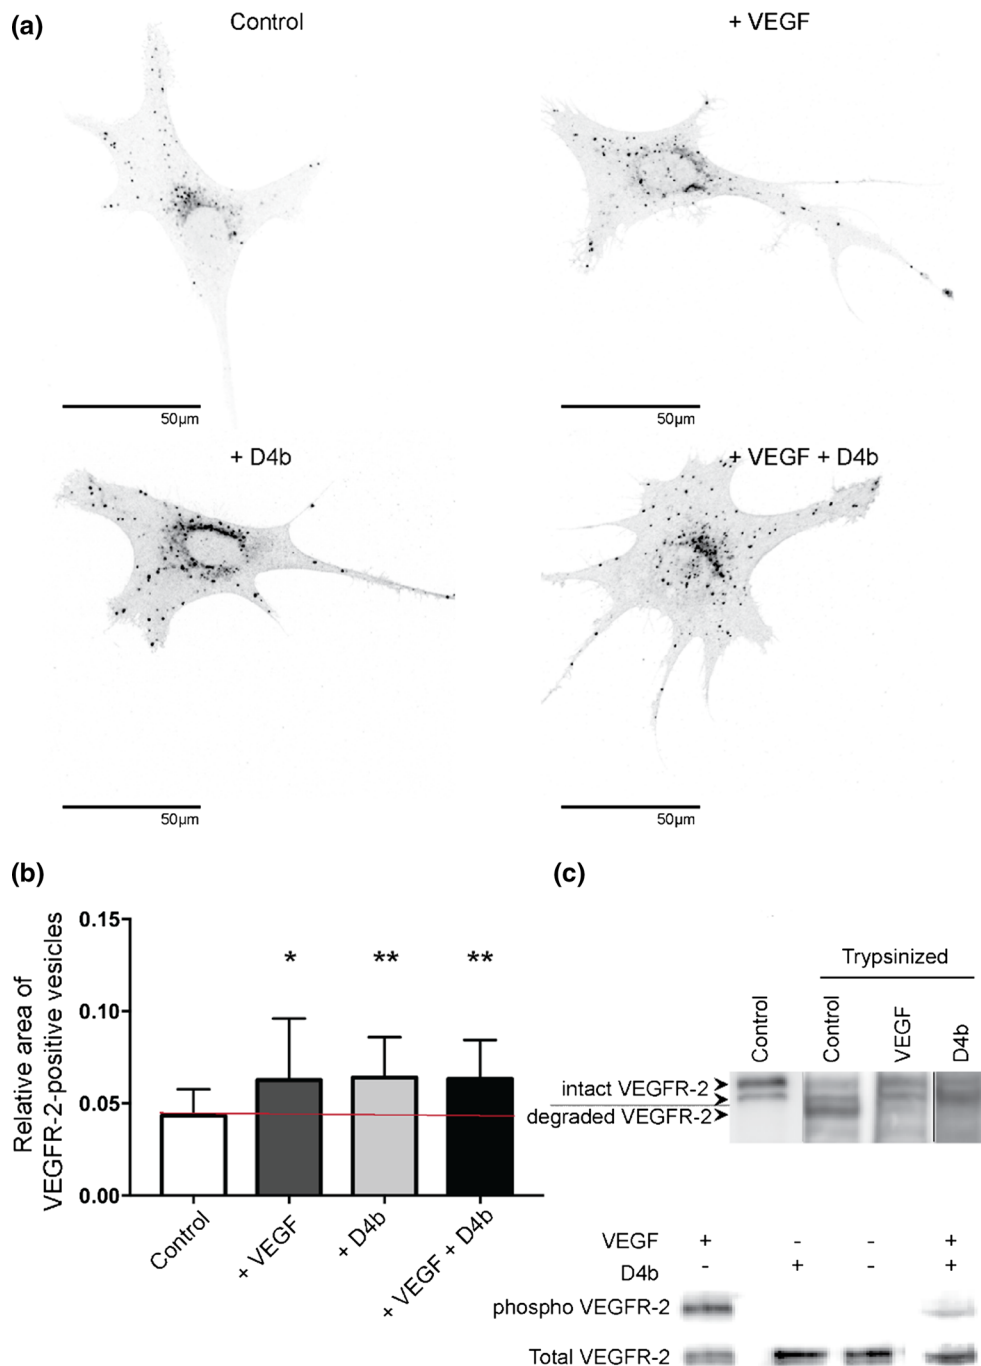 (a)
Control
+ VEGF
50µm
50µm
+ D4b
+ VEGF + D4b
50µm
50µm
(b)
Relative area of
VEGFR-2-positive vesicles
0.15
0.10
0.05
0.00
*
**
**
Control
+ VEGF
+ D4b
+ VEGF + D4b
(c)
Trypsinized
Control
Control
VEGF
D4b
intact VEGFR-2
degraded VEGFR-2
VEGF + - - +
D4b - + - +
phospho VEGFR-2
Total VEGFR-2